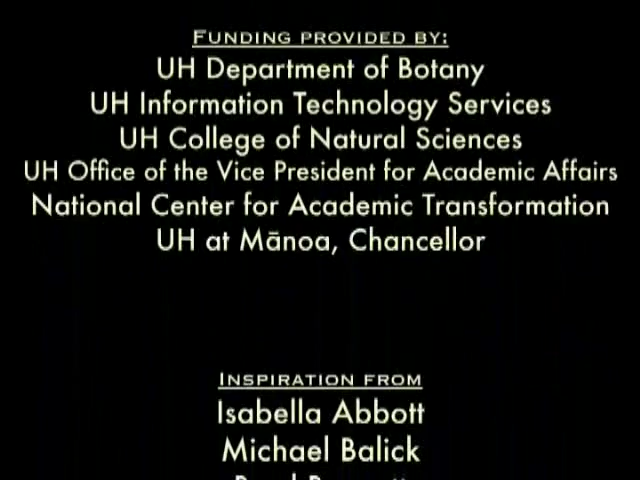 FUNDING PROVIDED BY:
UH Department of Botany
UH Information Technology Services
UH College of Natural Sciences
UH Office of the Vice President for Academic Affairs
National Center for Academic Transformation
UH at Mānoa, Chancellor
INSPIRATION FROM
Isabella Abbott
Michael Balick